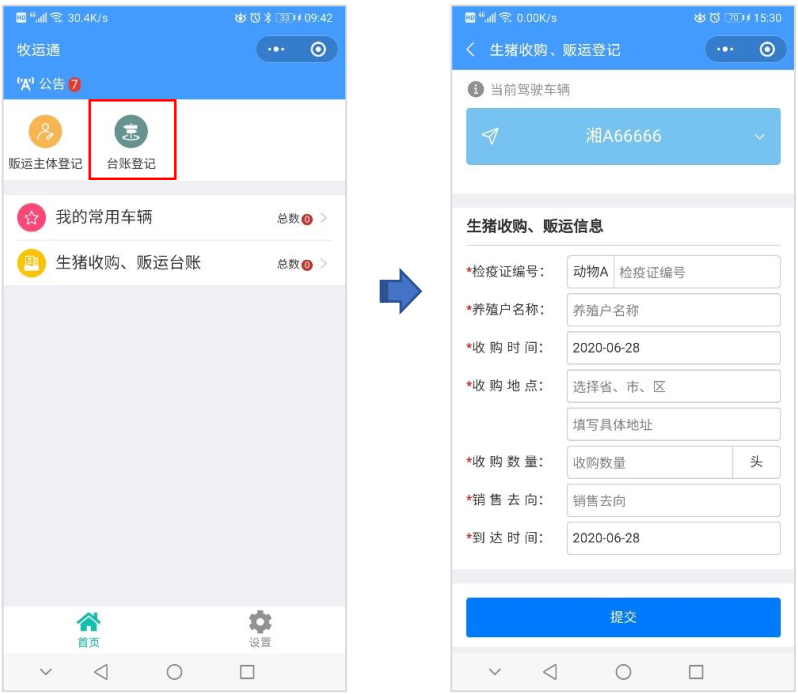 HD 46 30.4K/s 33 09:42
牧运通
公告 7
贩运主体登记 台账登记
我的常用车辆 总数 0
生猪收购、贩运台账 总数 0
首页 设置
HD 46 0.00K/s 70 15:30
生猪收购、贩运登记
当前驾驶车辆
湘A66666
生猪收购、贩运信息
*检疫证编号： 动物A 检疫证编号
*养殖户名称： 养殖户名称
*收购时间： 2020-06-28
*收购地点： 选择省、市、区
填写具体地址
*收购数量： 收购数量 头
*销售去向： 销售去向
*到达时间： 2020-06-28
提交